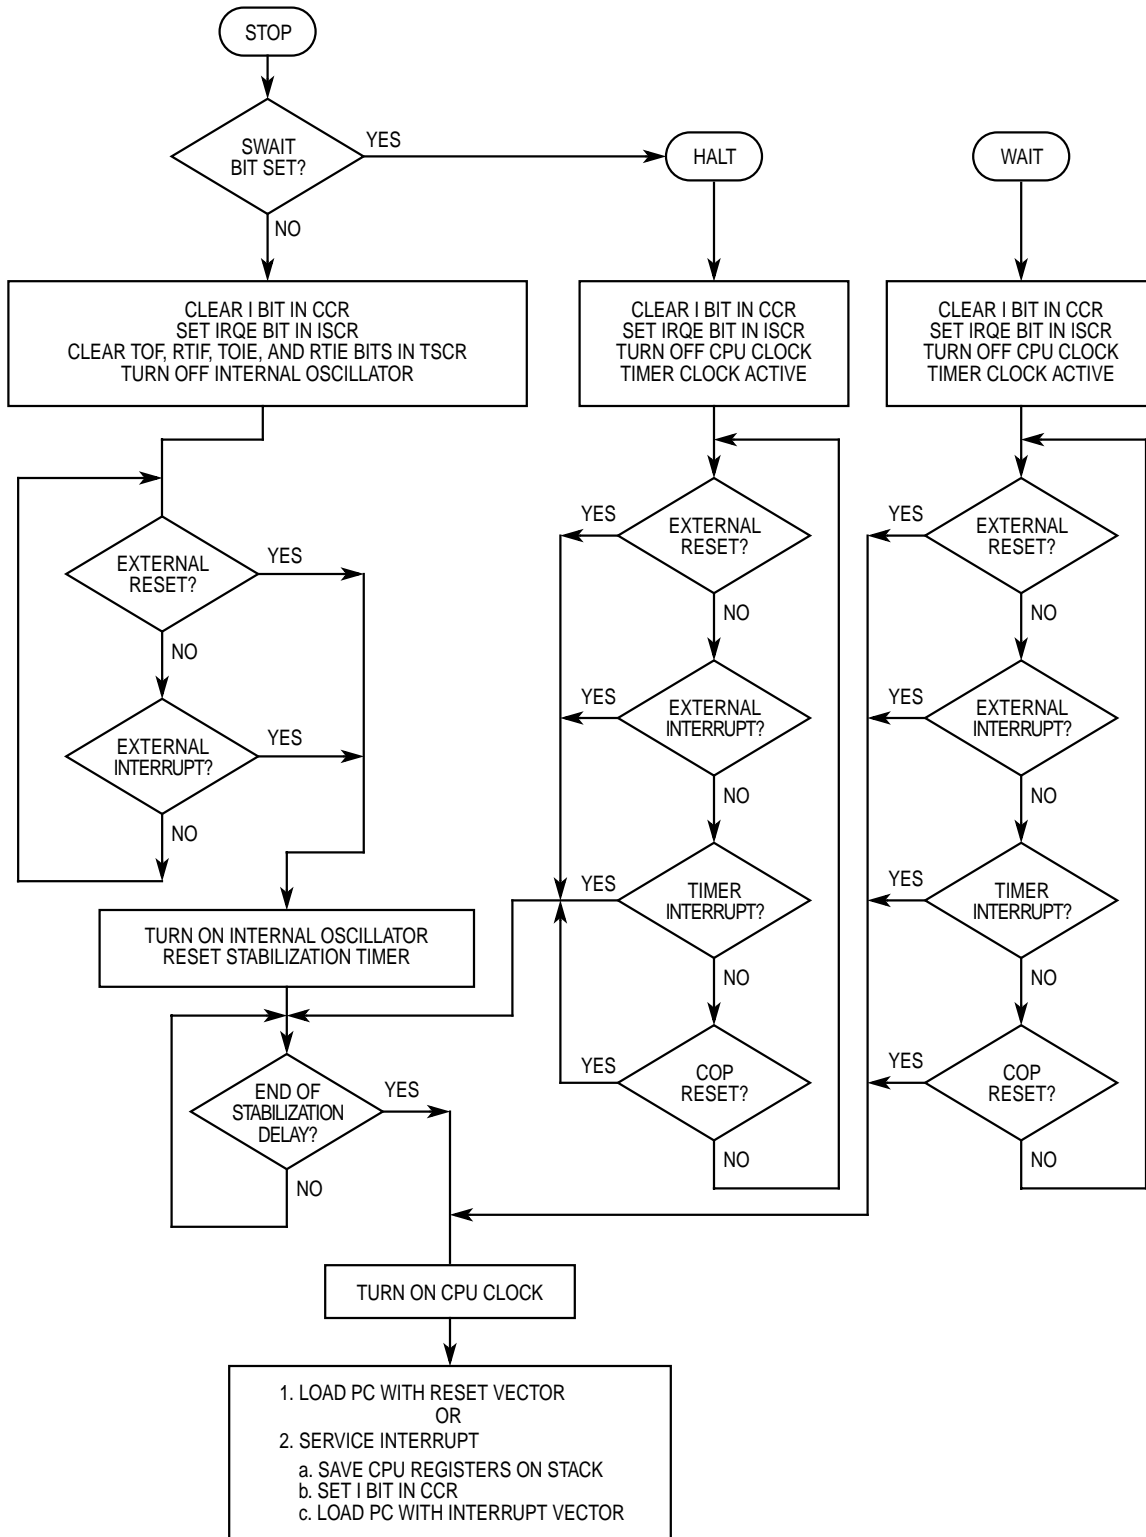 STOP
SWAIT
BIT SET?
YES
NO
HALT
WAIT
CLEAR I BIT IN CCR
SET IRQE BIT IN ISCR
CLEAR TOF, RTIF, TOIE, AND RTIE BITS IN TSCR
TURN OFF INTERNAL OSCILLATOR
CLEAR I BIT IN CCR
SET IRQE BIT IN ISCR
TURN OFF CPU CLOCK
TIMER CLOCK ACTIVE
CLEAR I BIT IN CCR
SET IRQE BIT IN ISCR
TURN OFF CPU CLOCK
TIMER CLOCK ACTIVE
EXTERNAL
RESET?
YES
NO
EXTERNAL
INTERRUPT?
YES
NO
TURN ON INTERNAL OSCILLATOR
RESET STABILIZATION TIMER
END OF
STABILIZATION
DELAY?
YES
NO
YES
EXTERNAL
RESET?
NO
YES
EXTERNAL
INTERRUPT?
NO
YES
TIMER
INTERRUPT?
NO
YES
COP
RESET?
NO
YES
EXTERNAL
RESET?
NO
YES
EXTERNAL
INTERRUPT?
NO
YES
TIMER
INTERRUPT?
NO
YES
COP
RESET?
NO
TURN ON CPU CLOCK
1. LOAD PC WITH RESET VECTOR
OR
2. SERVICE INTERRUPT
a. SAVE CPU REGISTERS ON STACK
b. SET I BIT IN CCR
c. LOAD PC WITH INTERRUPT VECTOR